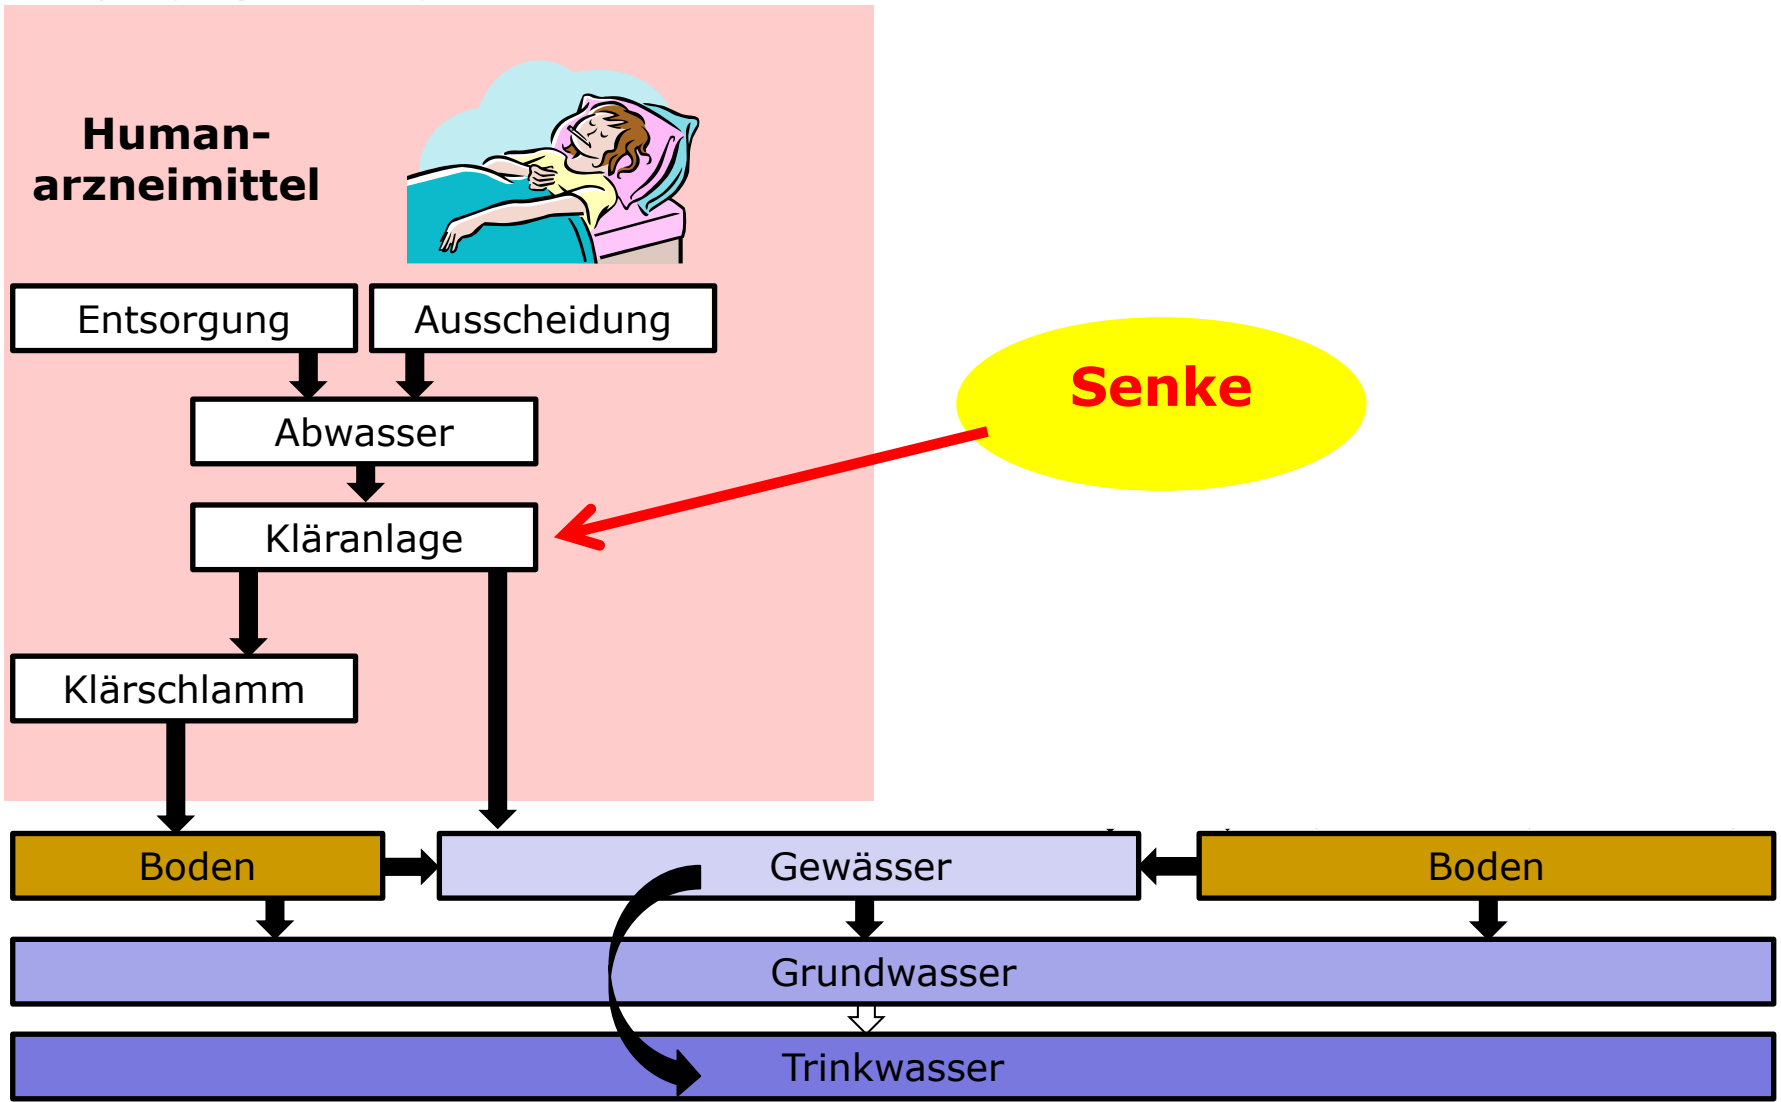 Human-
arzneimittel
Entsorgung
Ausscheidung
Senke
Abwasser
Kläranlage
Klärschlamm
Boden
Gewässer
Boden
Grundwasser
Trinkwasser